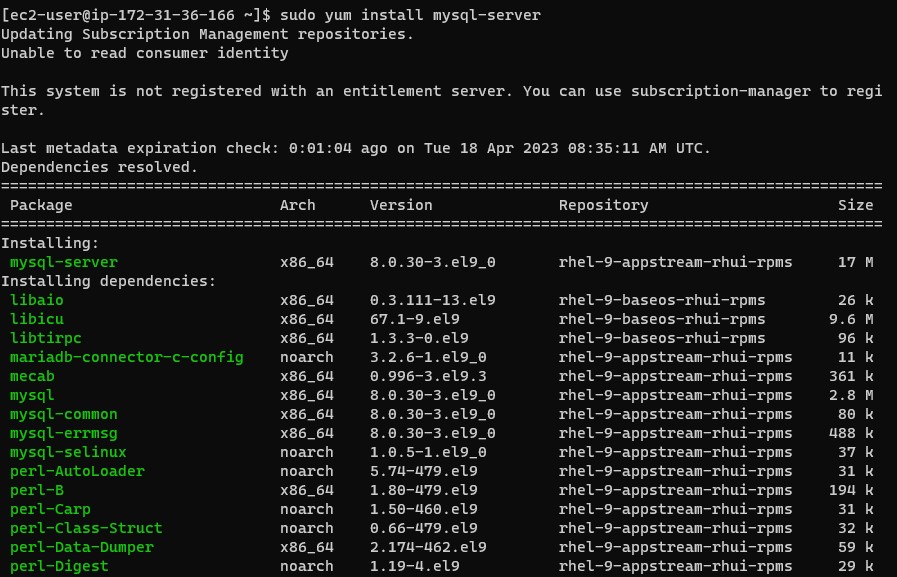 [ec2-user@ip-172-31-36-166 ~]$ sudo yum install mysql-server
Updating Subscription Management repositories.
Unable to read consumer identity
This system is not registered with an entitlement server. You can use subscription-manager to regi
ster.
Last metadata expiration check: 0:01:04 ago on Tue 18 Apr 2023 08:35:11 AM UTC.
Dependencies resolved.
Package Arch Version Repository Size
Installing:
mysql-server x86_64 8.0.30-3.el9_0 rhel-9-appstream-rhui-rpms 17 M
Installing dependencies:
libaio x86_64 0.3.111-13.el9 rhel-9-baseos-rhui-rpms 26 k
libicu x86_64 67.1-9.el9 rhel-9-baseos-rhui-rpms 9.6 M
libtirpc x86_64 1.3.3-0.el9 rhel-9-baseos-rhui-rpms 96 k
mariadb-connector-c-config noarch 3.2.6-1.el9_0 rhel-9-appstream-rhui-rpms 11 k
mecab x86_64 0.996-3.el9.3 rhel-9-appstream-rhui-rpms 361 k
mysql x86_64 8.0.30-3.el9_0 rhel-9-appstream-rhui-rpms 2.8 M
mysql-common x86_64 8.0.30-3.el9_0 rhel-9-appstream-rhui-rpms 80 k
mysql-errmsg x86_64 8.0.30-3.el9_0 rhel-9-appstream-rhui-rpms 488 k
mysql-selinux noarch 1.0.5-1.el9_0 rhel-9-appstream-rhui-rpms 37 k
perl-AutoLoader noarch 5.74-479.el9 rhel-9-appstream-rhui-rpms 31 k
perl-B x86_64 1.80-479.el9 rhel-9-appstream-rhui-rpms 194 k
perl-Carp noarch 1.50-460.el9 rhel-9-appstream-rhui-rpms 31 k
perl-Class-Struct noarch 0.66-479.el9 rhel-9-appstream-rhui-rpms 32 k
perl-Data-Dumper x86_64 2.174-462.el9 rhel-9-appstream-rhui-rpms 59 k
perl-Digest noarch 1.19-4.el9 rhel-9-appstream-rhui-rpms 29 k